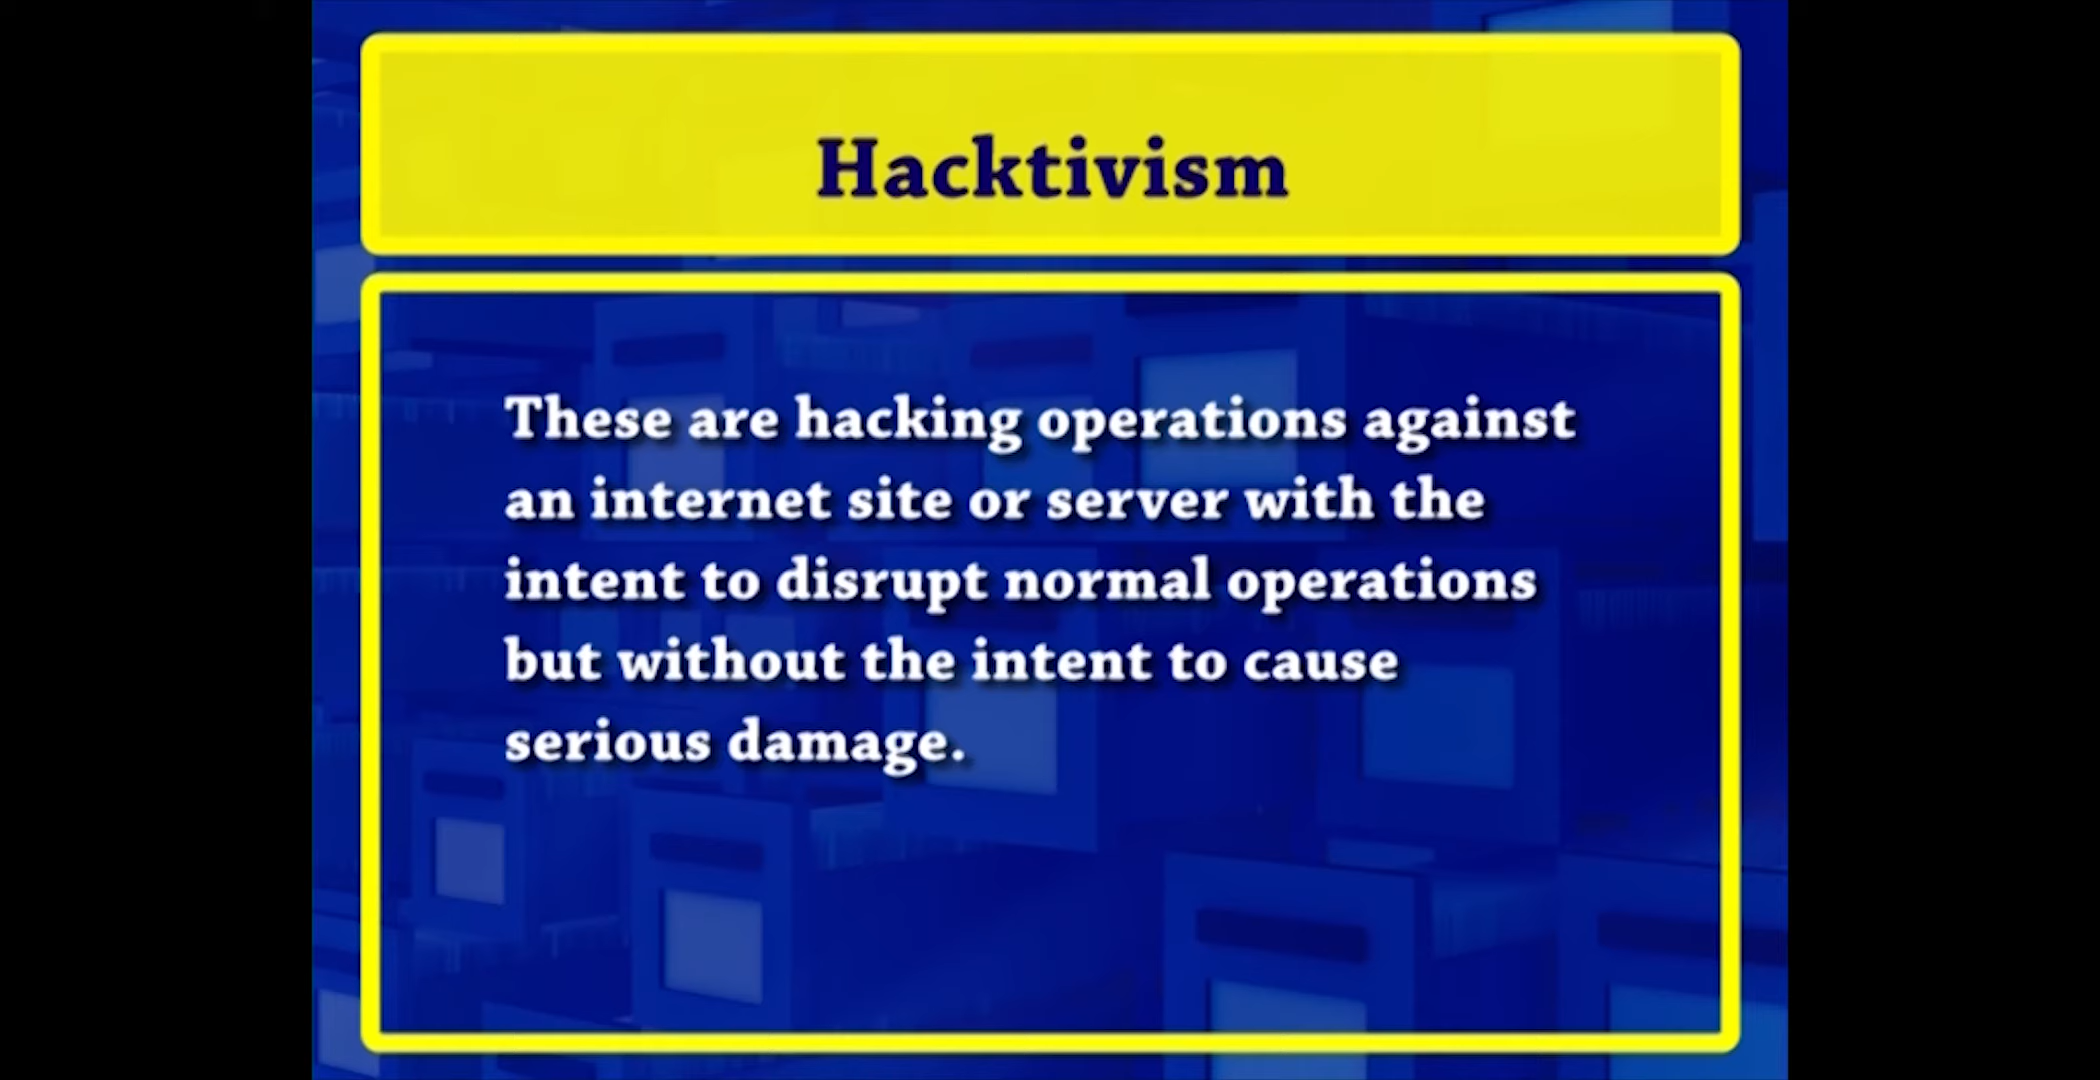 Hacktivism
These are hacking operations against
an internet site or server with the
intent to disrupt normal operations
but without the intent to cause
serious damage.